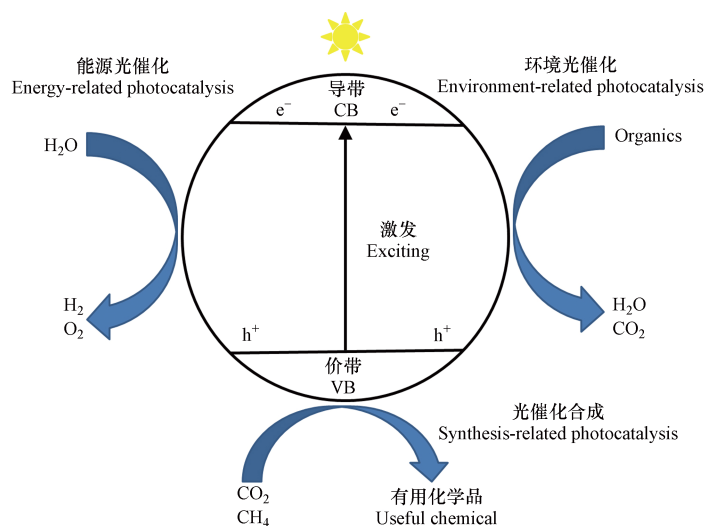 能源光催化
Energy-related photocatalysis
环境光催化
Environment-related photocatalysis
导带
e⁻ CB e⁻
H₂O
Organics
激发
Exciting
H₂
O₂
H₂O
CO₂
h⁺ h⁺
价带
VB
光催化合成
Synthesis-related photocatalysis
CO₂
CH₄
有用化学品
Useful chemical